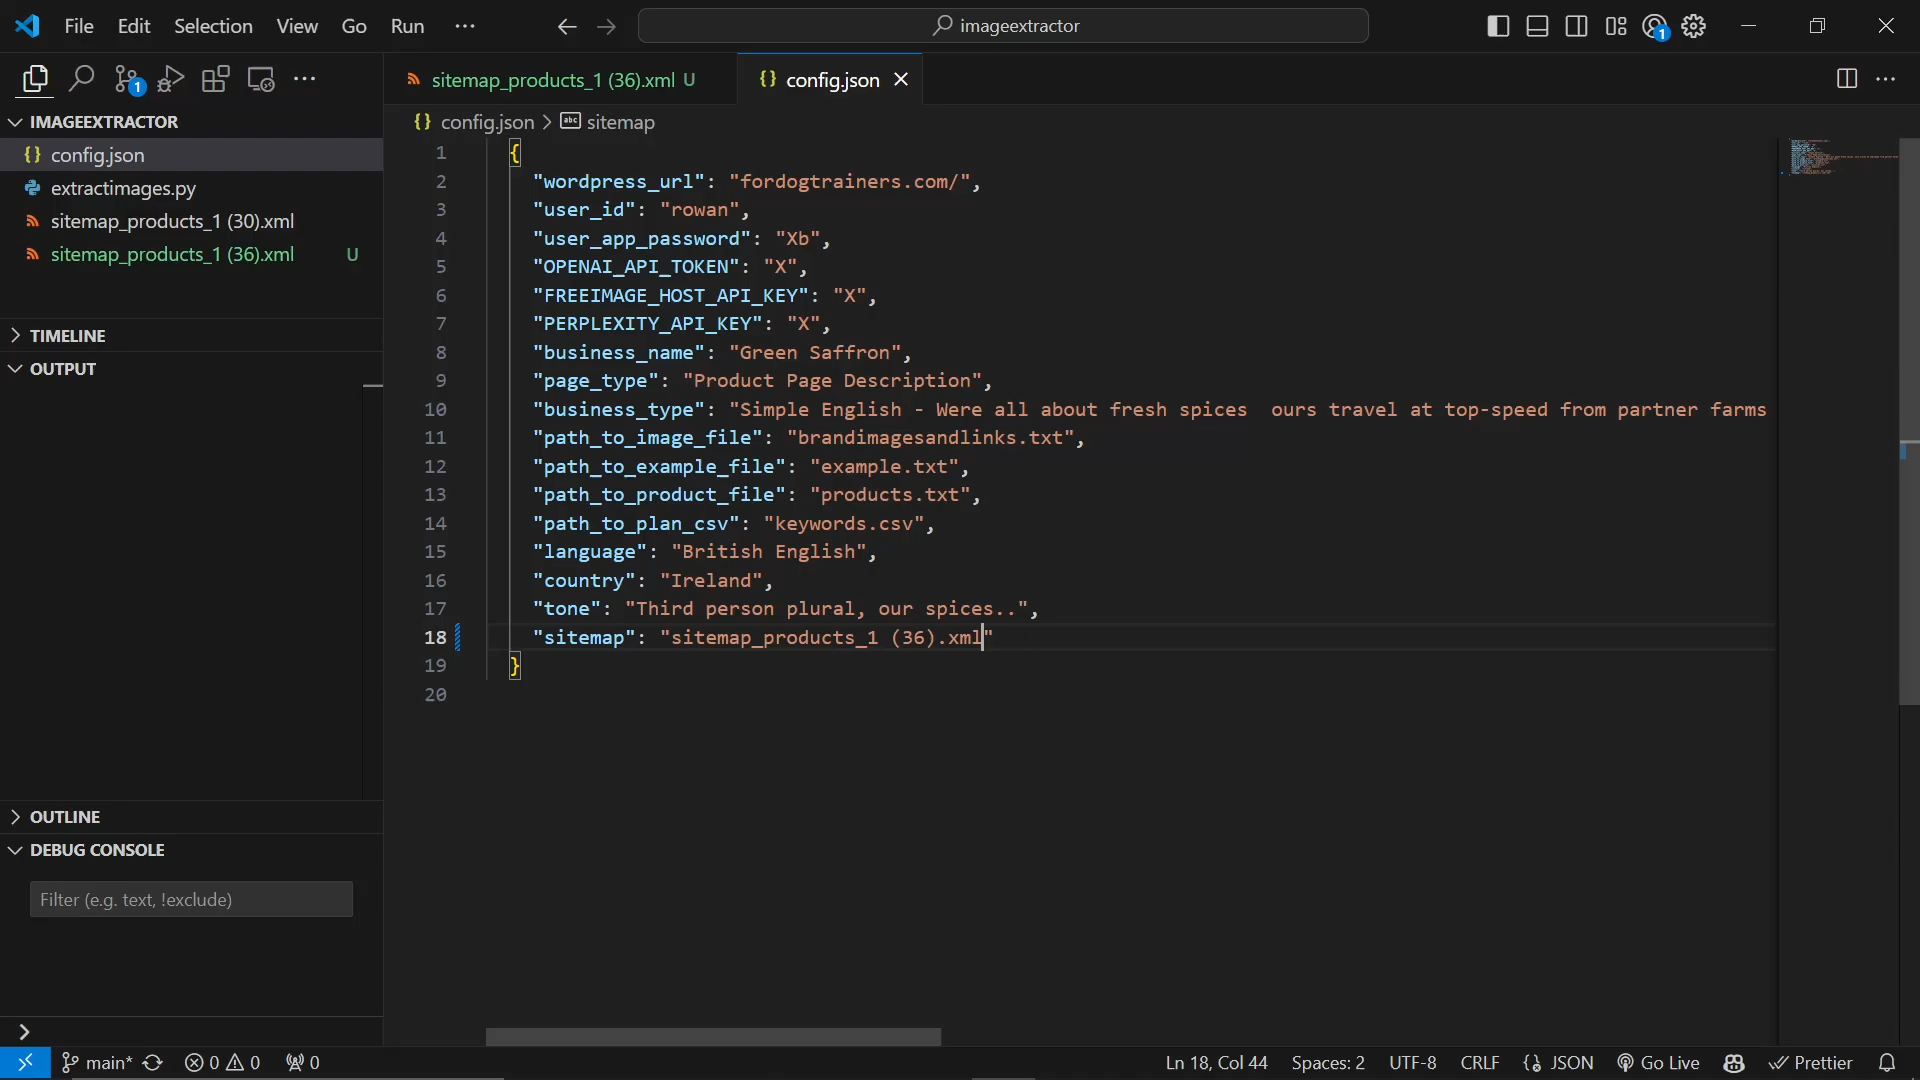 File Edit Selection View Go Run ···
imageextractor
1
1
sitemap_products_1 (36).xml U
{} config.json
IMAGEEXTRACTOR
{} config.json
extractimages.py
sitemap_products_1 (30).xml
sitemap_products_1 (36).xml U
TIMELINE
OUTPUT
OUTLINE
DEBUG CONSOLE
Filter (e.g. text, !exclude)
{} config.json > abc sitemap
1 {
2 "wordpress_url": "fordogtrainers.com/",
3 "user_id": "rowan",
4 "user_app_password": "Xb",
5 "OPENAI_API_TOKEN": "X",
6 "FREEIMAGE_HOST_API_KEY": "X",
7 "PERPLEXITY_API_KEY": "X",
8 "business_name": "Green Saffron",
9 "page_type": "Product Page Description",
10 "business_type": "Simple English - Were all about fresh spices  ours travel at top-speed from partner farms
11 "path_to_image_file": "brandimagesandlinks.txt",
12 "path_to_example_file": "example.txt",
13 "path_to_product_file": "products.txt",
14 "path_to_plan_csv": "keywords.csv",
15 "language": "British English",
16 "country": "Ireland",
17 "tone": "Third person plural, our spices..",
18 "sitemap": "sitemap_products_1 (36).xml"
19 }
20
main* 0 0 0
Ln 18, Col 44 Spaces: 2 UTF-8 CRLF {} JSON Go Live Prettier